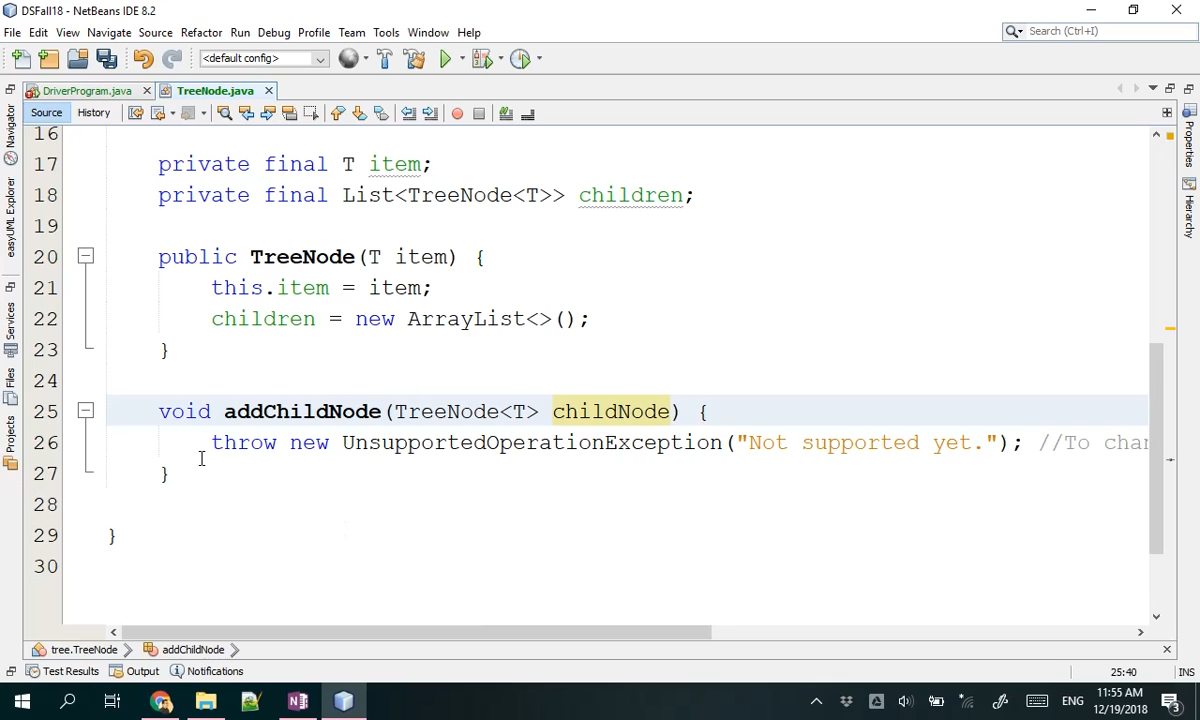 DSFall18 - NetBeans IDE 8.2
File Edit View Navigate Source Refactor Run Debug Profile Team Tools Window Help
Search (Ctrl+I)
<default config>
DriverProgram.java TreeNode.java
Source History
16
17 private final T item;
18 private final List<TreeNode<T>> children;
19
20 public TreeNode(T item) {
21 this.item = item;
22 children = new ArrayList<>();
23 }
24
25 void addChildNode(TreeNode<T> childNode) {
26 throw new UnsupportedOperationException("Not supported yet."); //To chan
27 }
28
29 }
30
Navigator
easyUML Explorer
Services
Files
Projects
Properties
Hierarchy
tree.TreeNode addChildNode
Test Results Output Notifications
25:40 INS
ENG
11:55 AM
12/19/2018
3